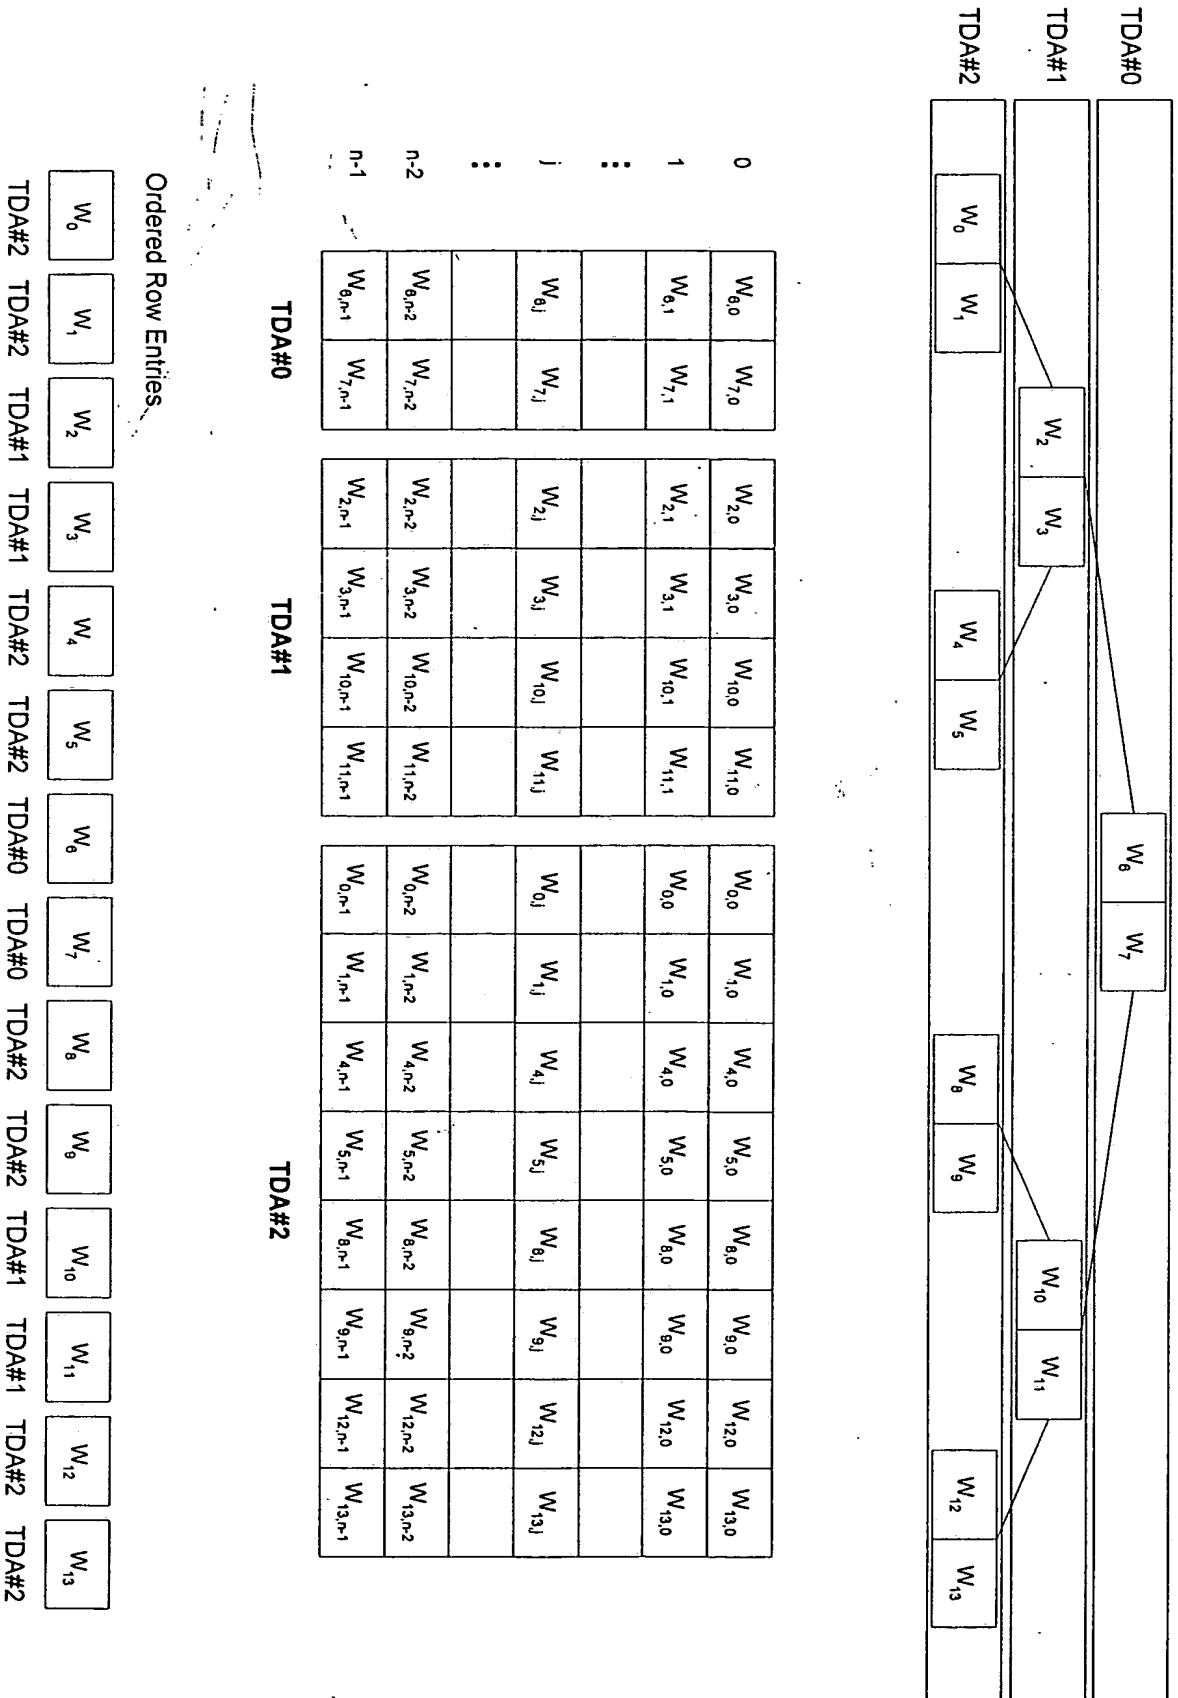 TDA#0 W₆ W₇
TDA#1 W₂ W₃ W₁₀ W₁₁
TDA#2 W₀ W₁ W₄ W₅ W₈ W₉ W₁₂ W₁₃
0 W6,0 W7,0 W2,0 W3,0 W10,0 W11,0 W0,0 W1,0 W4,0 W5,0 W8,0 W9,0 W12,0 W13,0
1 W6,1 W7,1 W2,1 W3,1 W10,1 W11,1 W0,0 W1,0 W4,0 W5,0 W8,0 W9,0 W12,0 W13,0
⋮
j W6,j W7,j W2,j W3,j W10,j W11,j W0,j W1,j W4,j W5,j W8,j W9,j W12,j W13,j
⋮
n-2 W6,n-2 W7,n-2 W2,n-2 W3,n-2 W10,n-2 W11,n-2 W0,n-2 W1,n-2 W4,n-2 W5,n-2 W8,n-2 W9,n-2 W12,n-2 W13,n-2
n-1 W6,n-1 W7,n-1 W2,n-1 W3,n-1 W10,n-1 W11,n-1 W0,n-1 W1,n-1 W4,n-1 W5,n-1 W8,n-1 W9,n-1 W12,n-1 W13,n-1
TDA#0 TDA#1 TDA#2
Ordered Row Entries
W₀ W₁ W₂ W₃ W₄ W₅ W₆ W₇ W₈ W₉ W₁₀ W₁₁ W₁₂ W₁₃
TDA#2 TDA#2 TDA#1 TDA#1 TDA#2 TDA#2 TDA#0 TDA#0 TDA#2 TDA#2 TDA#1 TDA#1 TDA#2 TDA#2